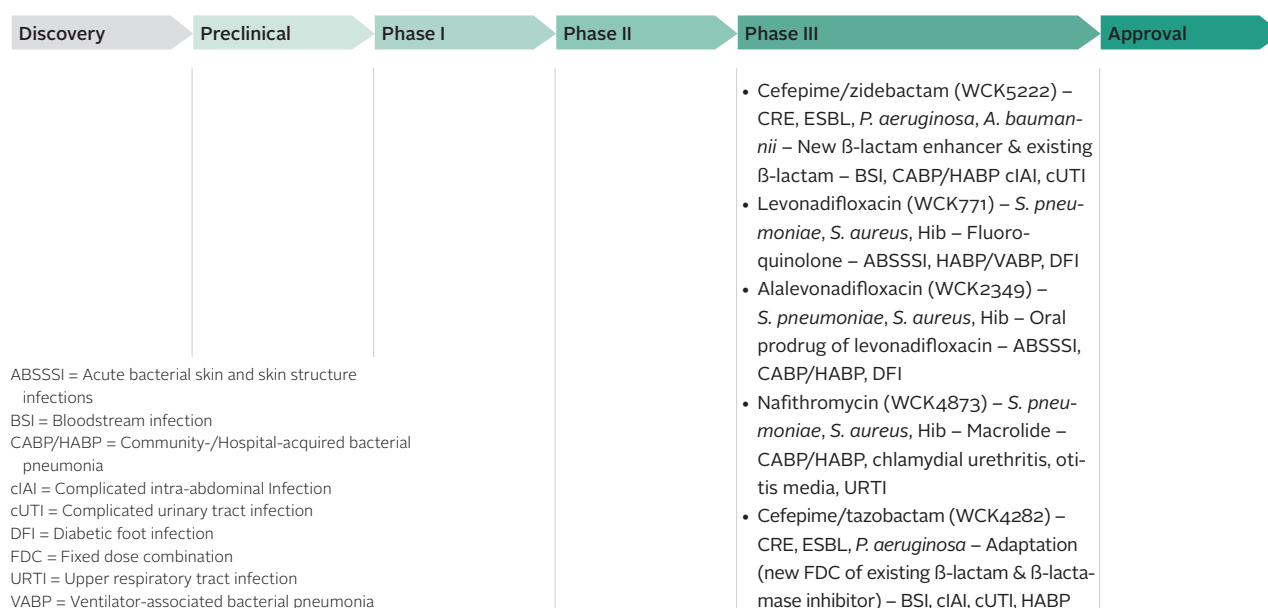 Discovery
Preclinical
Phase I
Phase II
Phase III
Approval
• Cefepime/zidebactam (WCK5222) –
CRE, ESBL, P. aeruginosa, A. bauman-
nii – New ß-lactam enhancer & existing
ß-lactam – BSI, CABP/HABP cIAI, cUTI
• Levonadifloxacin (WCK771) – S. pneu-
moniae, S. aureus, Hib – Fluoro-
quinolone – ABSSSI, HABP/VABP, DFI
• Alalevonadifloxacin (WCK2349) –
S. pneumoniae, S. aureus, Hib – Oral
prodrug of levonadifloxacin – ABSSSI,
CABP/HABP, DFI
• Nafithromycin (WCK4873) – S. pneu-
moniae, S. aureus, Hib – Macrolide –
CABP/HABP, chlamydial urethritis, oti-
tis media, URTI
• Cefepime/tazobactam (WCK4282) –
CRE, ESBL, P. aeruginosa – Adaptation
(new FDC of existing ß-lactam & ß-lacta-
mase inhibitor) – BSI, cIAI, cUTI, HABP
ABSSSI = Acute bacterial skin and skin structure
infections
BSI = Bloodstream infection
CABP/HABP = Community-/Hospital-acquired bacterial
pneumonia
cIAI = Complicated intra-abdominal Infection
cUTI = Complicated urinary tract infection
DFI = Diabetic foot infection
FDC = Fixed dose combination
URTI = Upper respiratory tract infection
VABP = Ventilator-associated bacterial pneumonia